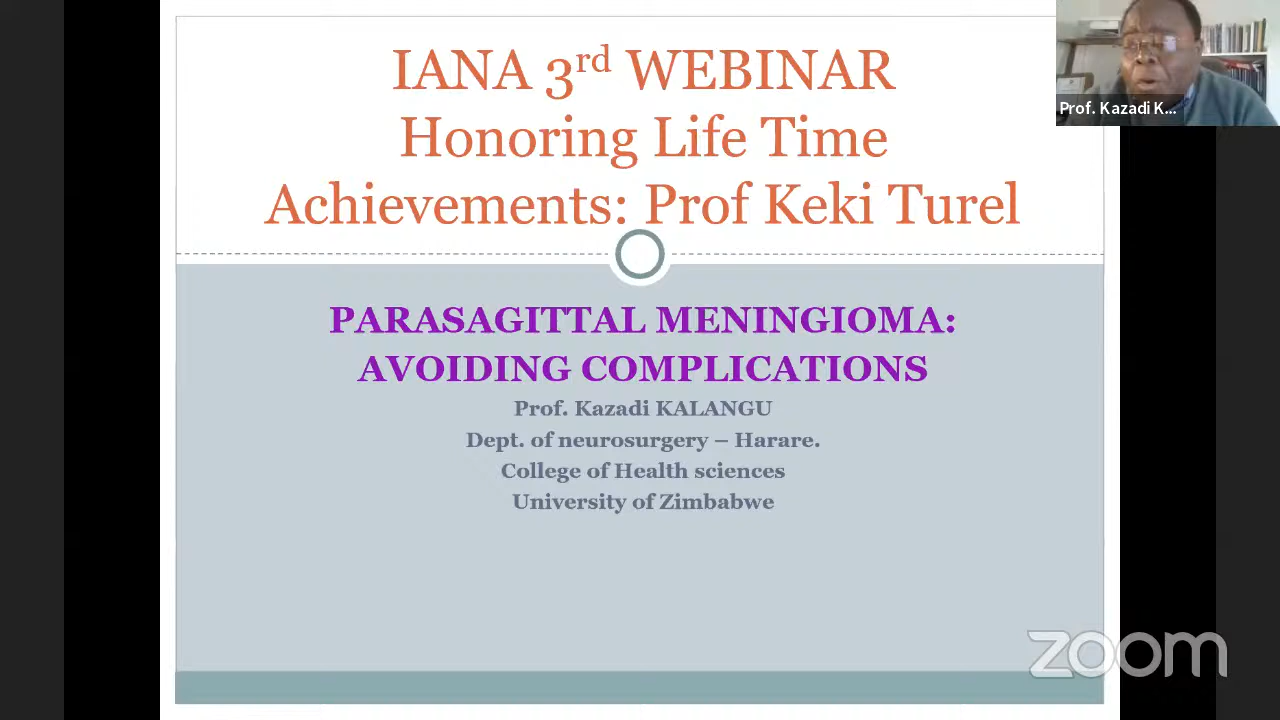 IANA 3rd WEBINAR
Honoring Life Time
Achievements: Prof Keki Turel
Prof. Kazadi K...
PARASAGITTAL MENINGIOMA:
AVOIDING COMPLICATIONS
Prof. Kazadi KALANGU
Dept. of neurosurgery – Harare.
College of Health sciences
University of Zimbabwe
zoom